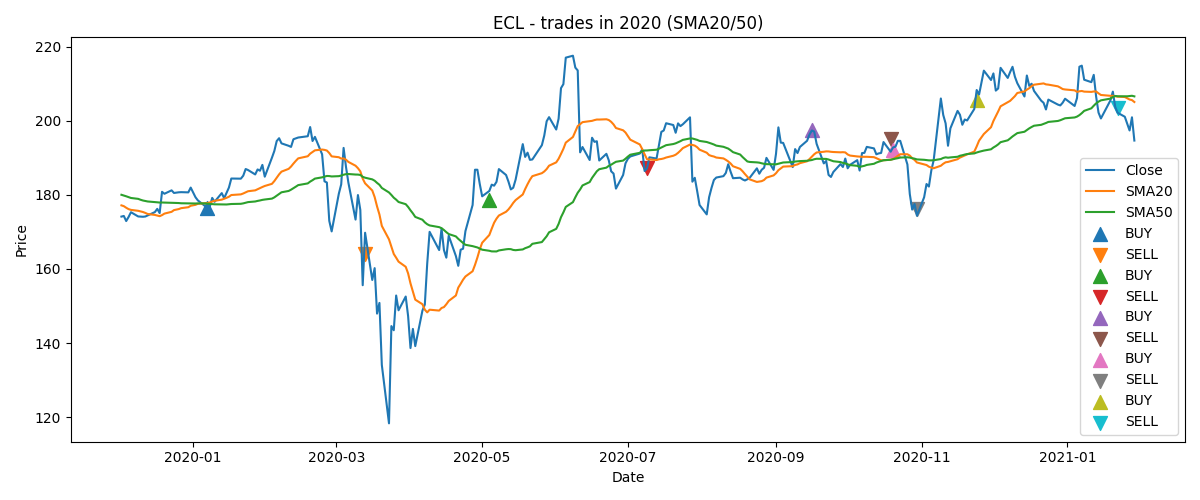 ECL - trades in 2020 (SMA20/50)
220
200
180
160
140
120
Price
2020-01
2020-03
2020-05
2020-07
2020-09
2020-11
2021-01
Date
Close
SMA20
SMA50
BUY
SELL
BUY
SELL
BUY
SELL
BUY
SELL
BUY
SELL